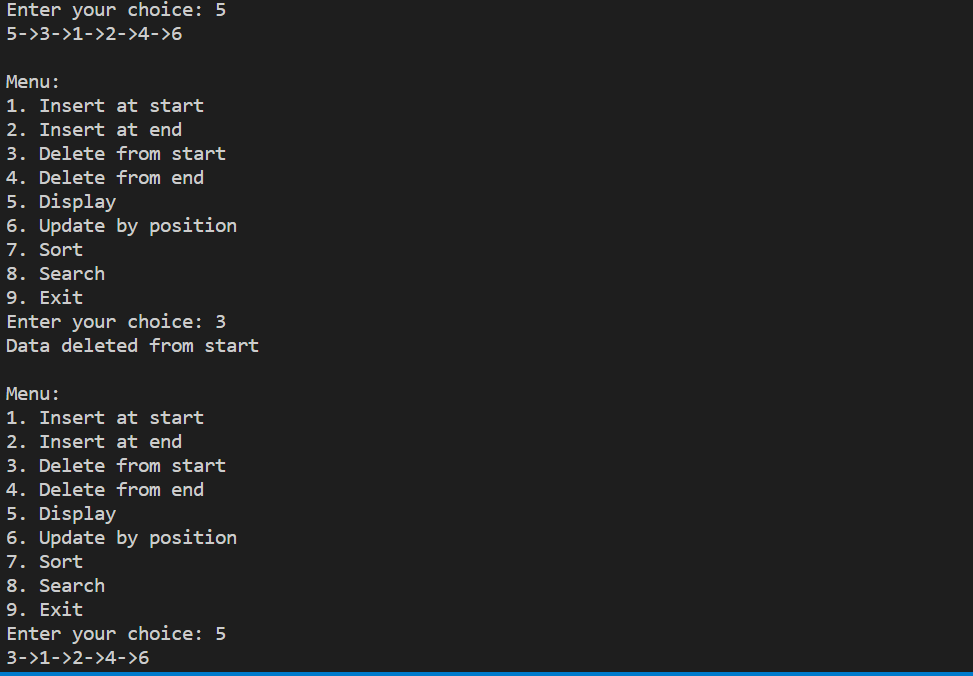 Enter your choice: 5
5->3->1->2->4->6
Menu:
1. Insert at start
2. Insert at end
3. Delete from start
4. Delete from end
5. Display
6. Update by position
7. Sort
8. Search
9. Exit
Enter your choice: 3
Data deleted from start
Menu:
1. Insert at start
2. Insert at end
3. Delete from start
4. Delete from end
5. Display
6. Update by position
7. Sort
8. Search
9. Exit
Enter your choice: 5
3->1->2->4->6